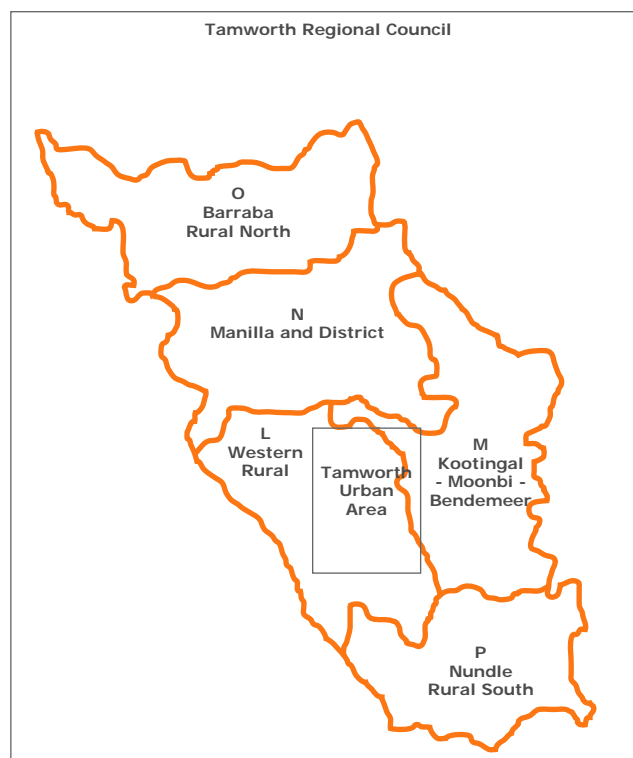 Tamworth Regional Council
O
Barraba
Rural North
N
Manilla and District
L
Western
Rural
Tamworth
Urban
Area
M
Kootingal
- Moonbi -
Bendemeer
P
Nundle
Rural South